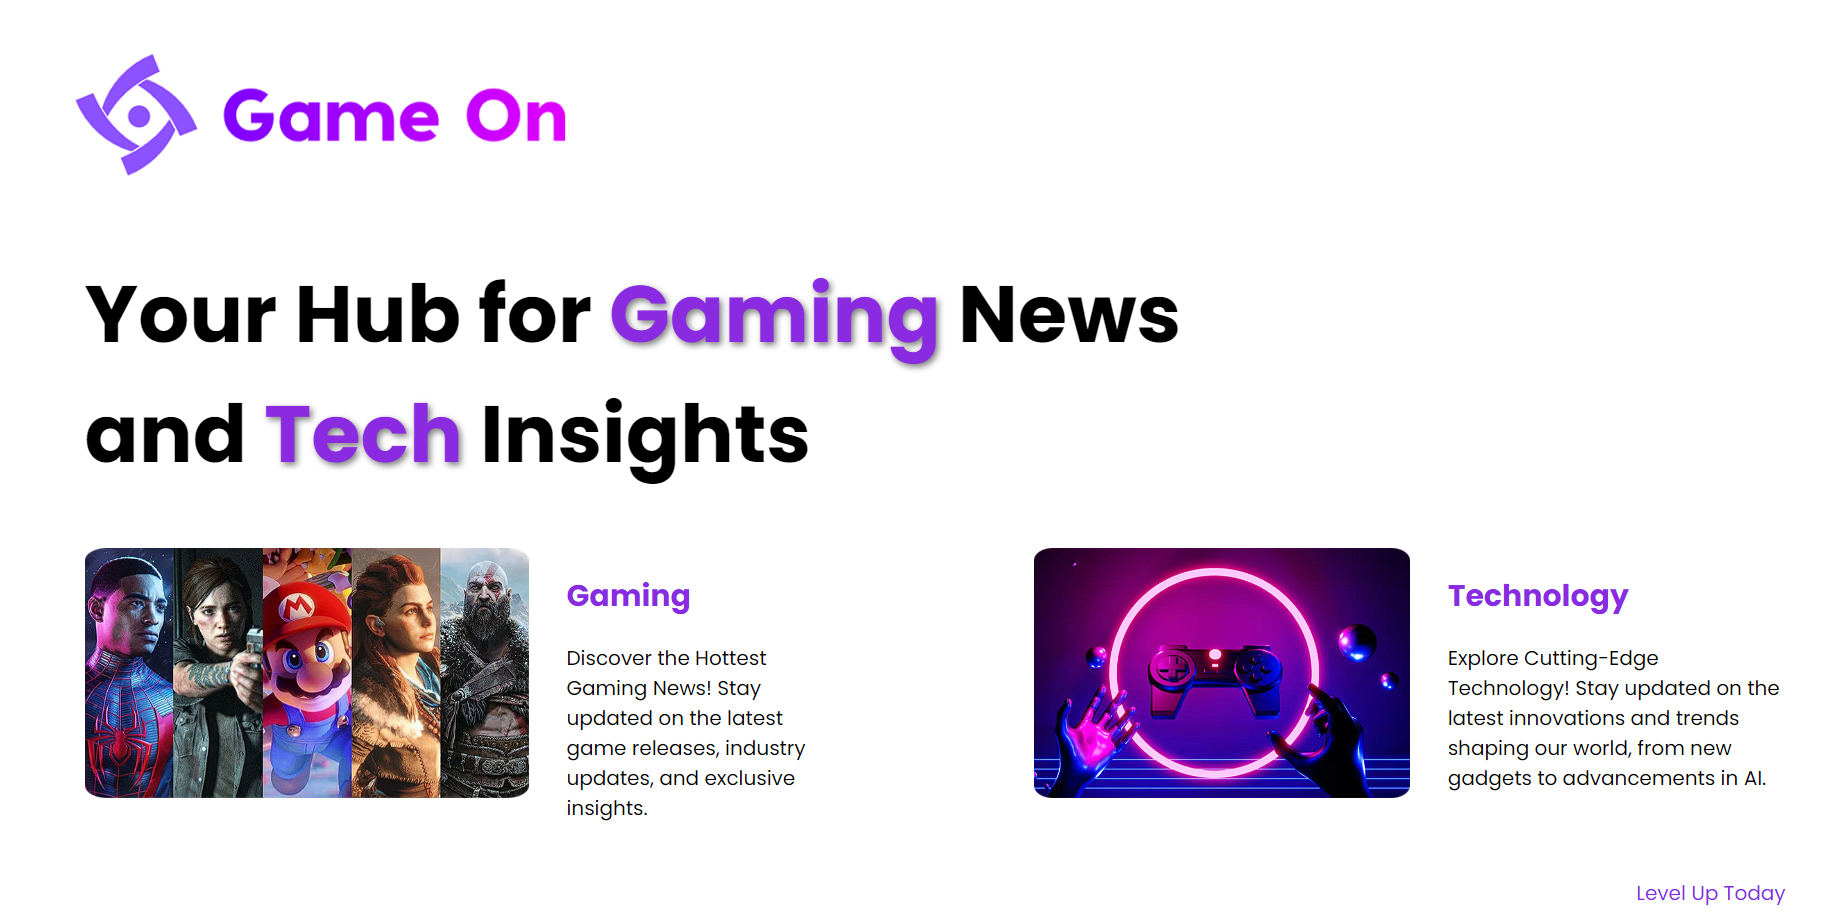 Game On
Your Hub for Gaming News
and Tech Insights
Gaming
Discover the Hottest
Gaming News! Stay
updated on the latest
game releases, industry
updates, and exclusive
insights.
Technology
Explore Cutting-Edge
Technology! Stay updated on the
latest innovations and trends
shaping our world, from new
gadgets to advancements in AI.
Level Up Today